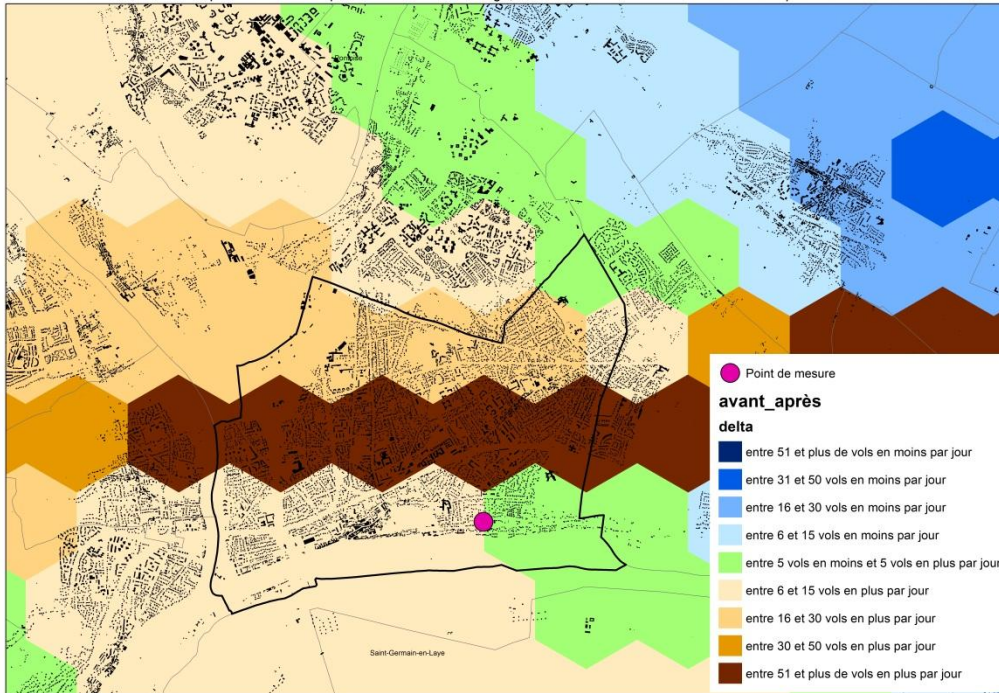 Pontoise
Cergy
Saint-Germain-en-Laye
Point de mesure
avant_après
delta
entre 51 et plus de vols en moins par jour
entre 31 et 50 vols en moins par jour
entre 16 et 30 vols en moins par jour
entre 6 et 15 vols en moins par jour
entre 5 vols en moins et 5 vols en plus par jour
entre 6 et 15 vols en plus par jour
entre 16 et 30 vols en plus par jour
entre 30 et 50 vols en plus par jour
entre 51 et plus de vols en plus par jour